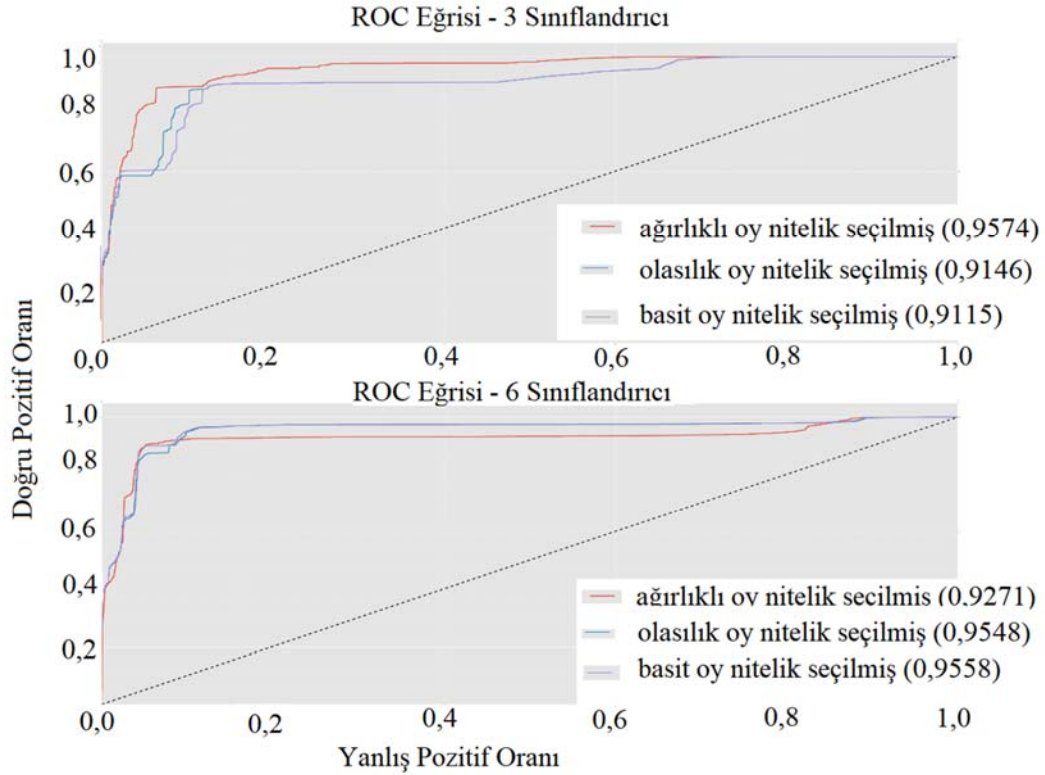 ROC Eğrisi - 3 Sınıflandırıcı
1,0
0,8
0,6
0,4
0,2
ağırlıklı oy nitelik seçilmiş (0,9574)
olasılık oy nitelik seçilmiş (0,9146)
basit oy nitelik seçilmiş (0,9115)
0,0 0,2 0,4 0,6 0,8 1,0
Doğru Pozitif Oranı
ROC Eğrisi - 6 Sınıflandırıcı
1,0
0,8
0,6
0,4
0,2
ağırlıklı oy nitelik seçilmiş (0,9271)
olasılık oy nitelik seçilmiş (0,9548)
basit oy nitelik seçilmiş (0,9558)
0,0 0,2 0,4 0,6 0,8 1,0
Yanlış Pozitif Oranı